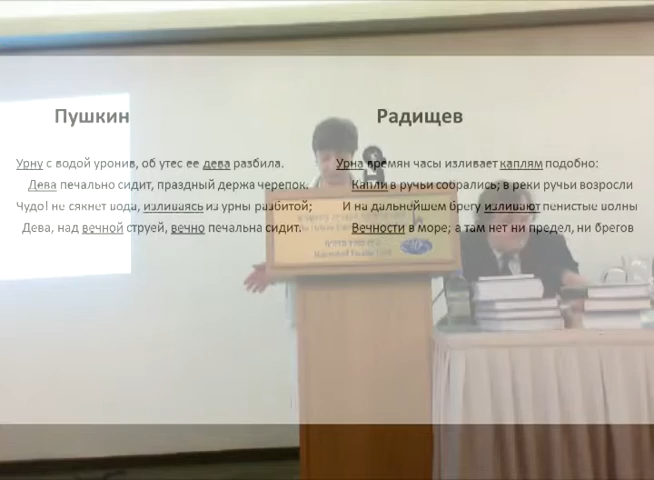 Пушкин
Урну с водой уронив, об утес ее дева разбила.
Дева печально сидит, праздный держа черепок.
Чудо! не сякнет вода, изливаясь из урны разбитой;
Дева, над вечной струей, вечно печальна сидит.
Радищев
Урна времян часы изливает каплям подобно:
Капли в ручьи собрались; в реки ручьи возросли
И на дальнейшем брегу изливают пенистые волны
Вечности в море; а там нет ни предел, ни брегов